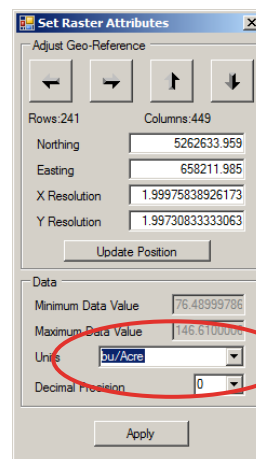 Set Raster Attributes
Adjust Geo-Reference
Rows:241 Columns:449
Northing 5262633.959
Easting 658211.985
X Resolution 1.99975838926173
Y Resolution 1.99730833333063
Update Position
Data
Minimum Data Value 76.48999786
Maximum Data Value 146.6100006
Units bu/Acre
Decimal Precision 0
Apply